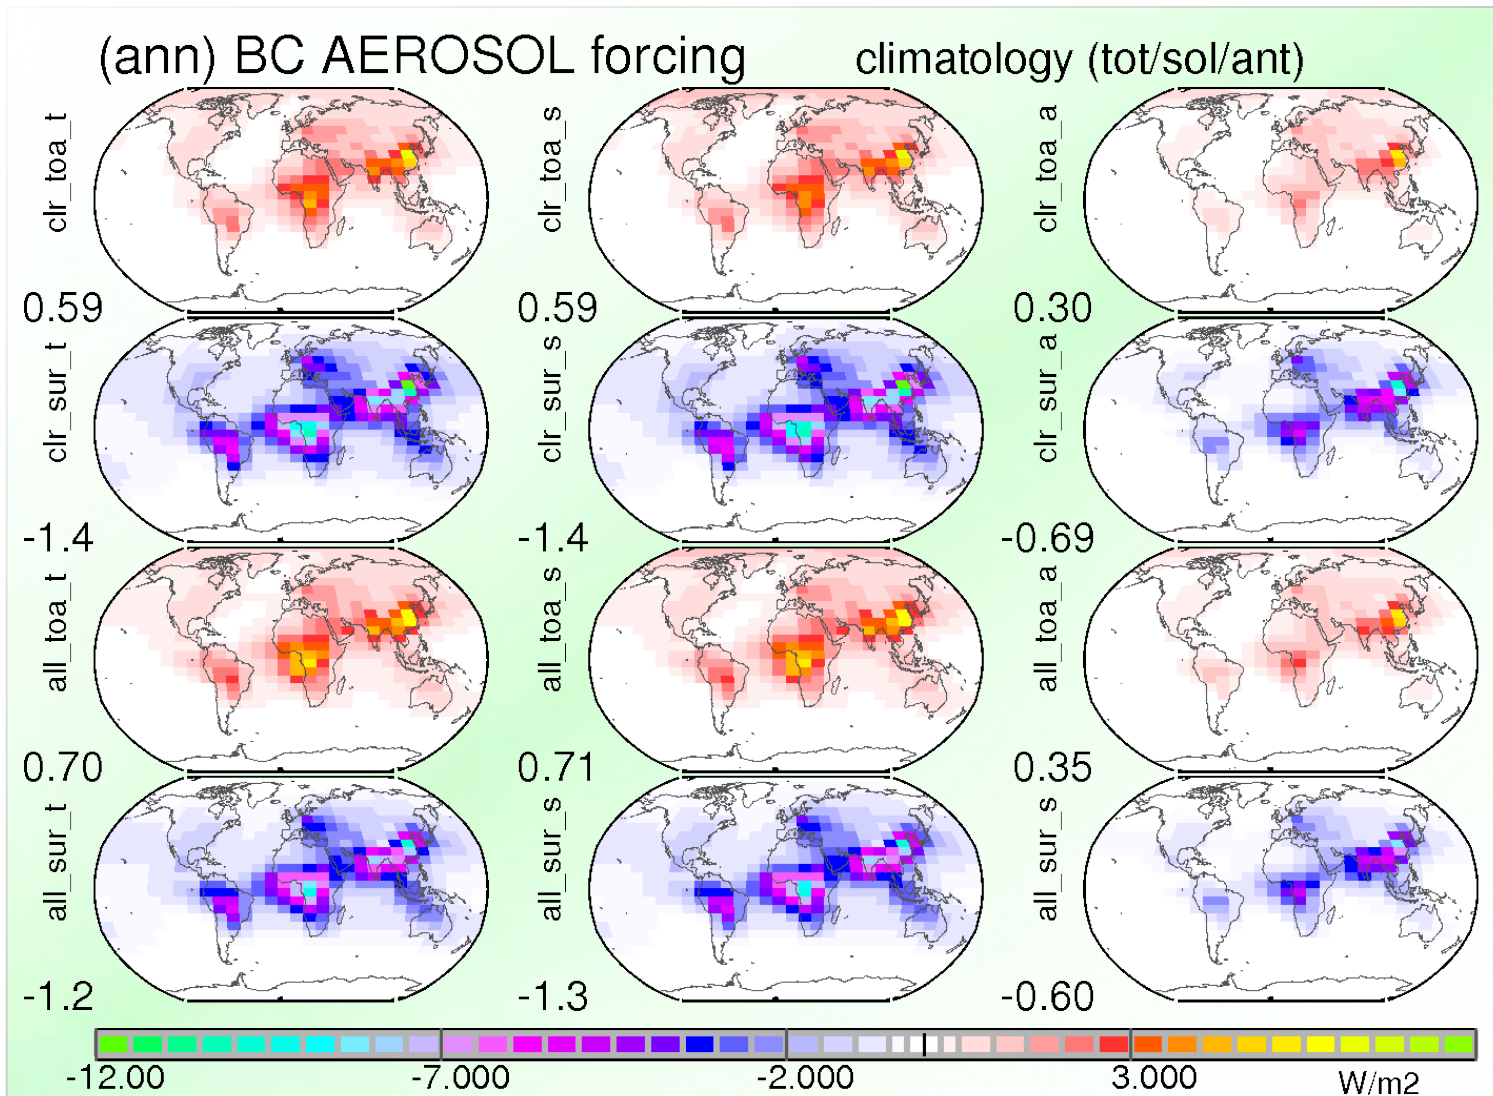 (ann) BC AEROSOL forcing climatology (tot/sol/ant)
clr_toa_t clr_toa_s clr_toa_a
0.59 0.59 0.30
clr_sur_t clr_sur_s clr_sur_a
-1.4 -1.4 -0.69
all_toa_t all_toa_s all_toa_a
0.70 0.71 0.35
all_sur_t all_sur_s all_sur_s
-1.2 -1.3 -0.60
-12.00 -7.000 -2.000 3.000 W/m2